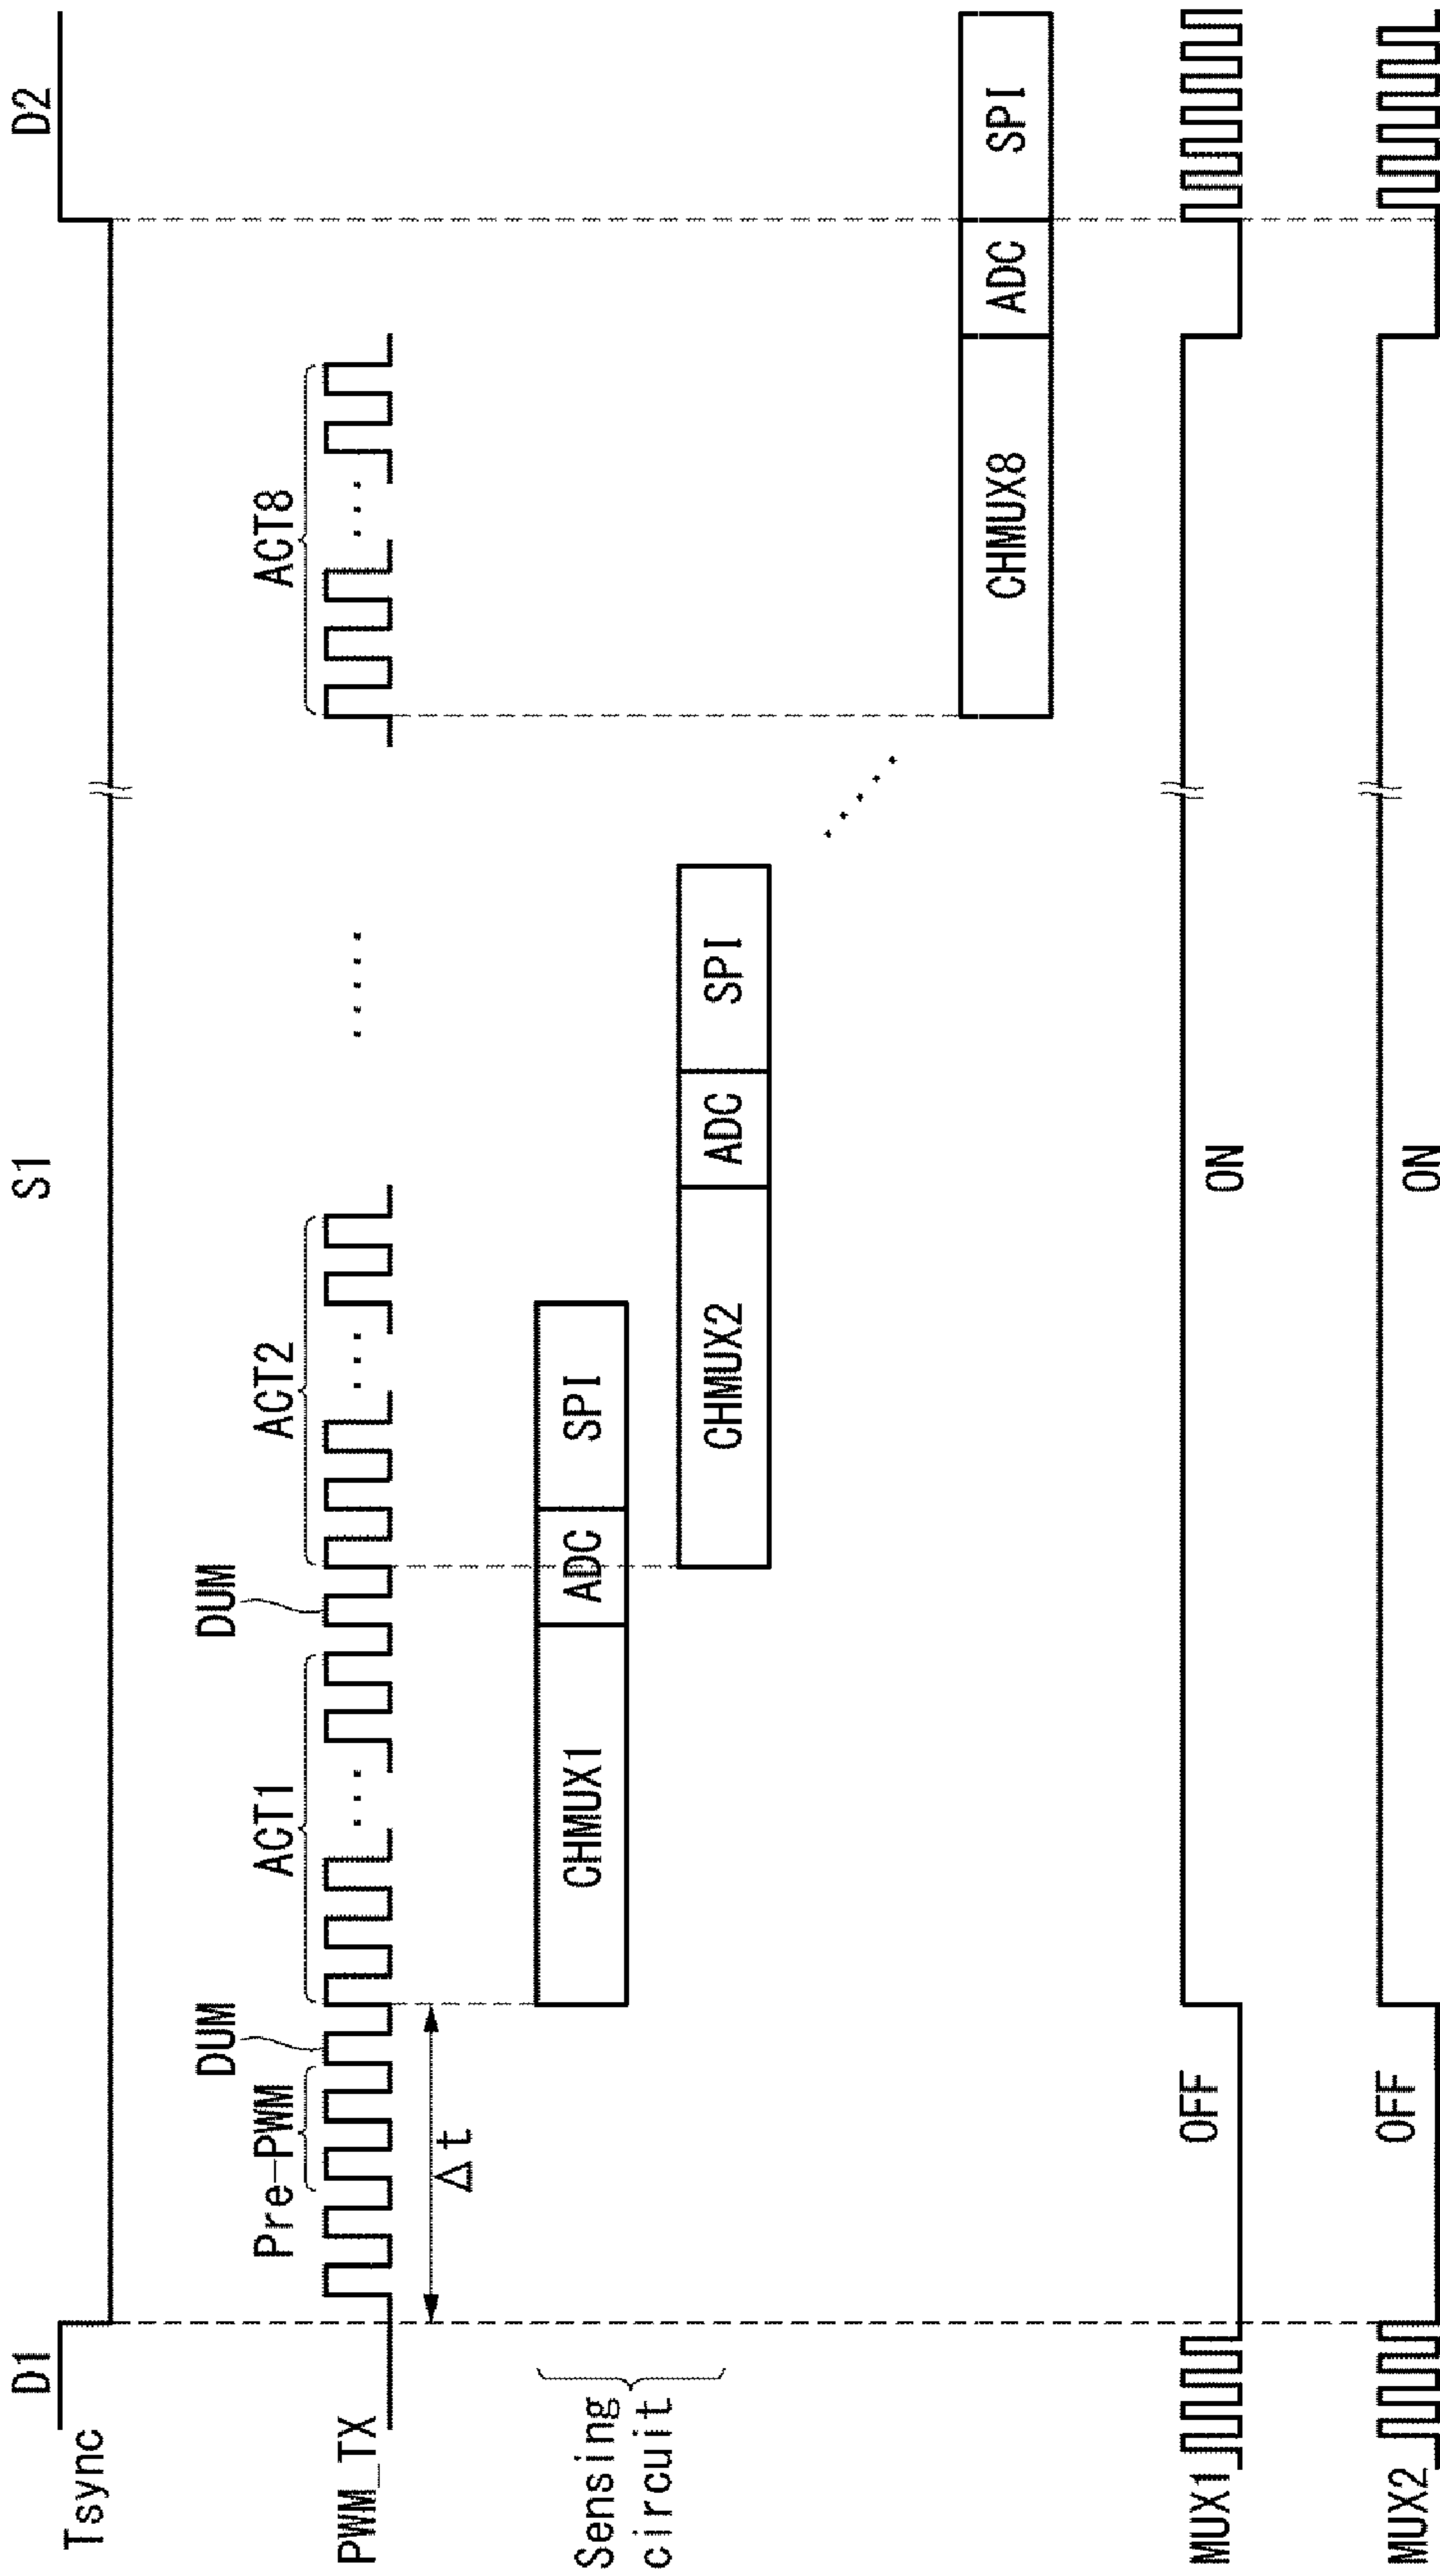 D1
S1
D2
Tsync
DUM
DUM
Pre-PWM
ACT1
ACT2
ACT8
PWM_TX
Δt
Sensing
circuit
CHMUX1
ADC
SPI
CHMUX2
ADC
SPI
CHMUX8
ADC
SPI
MUX1
OFF
ON
MUX2
OFF
ON